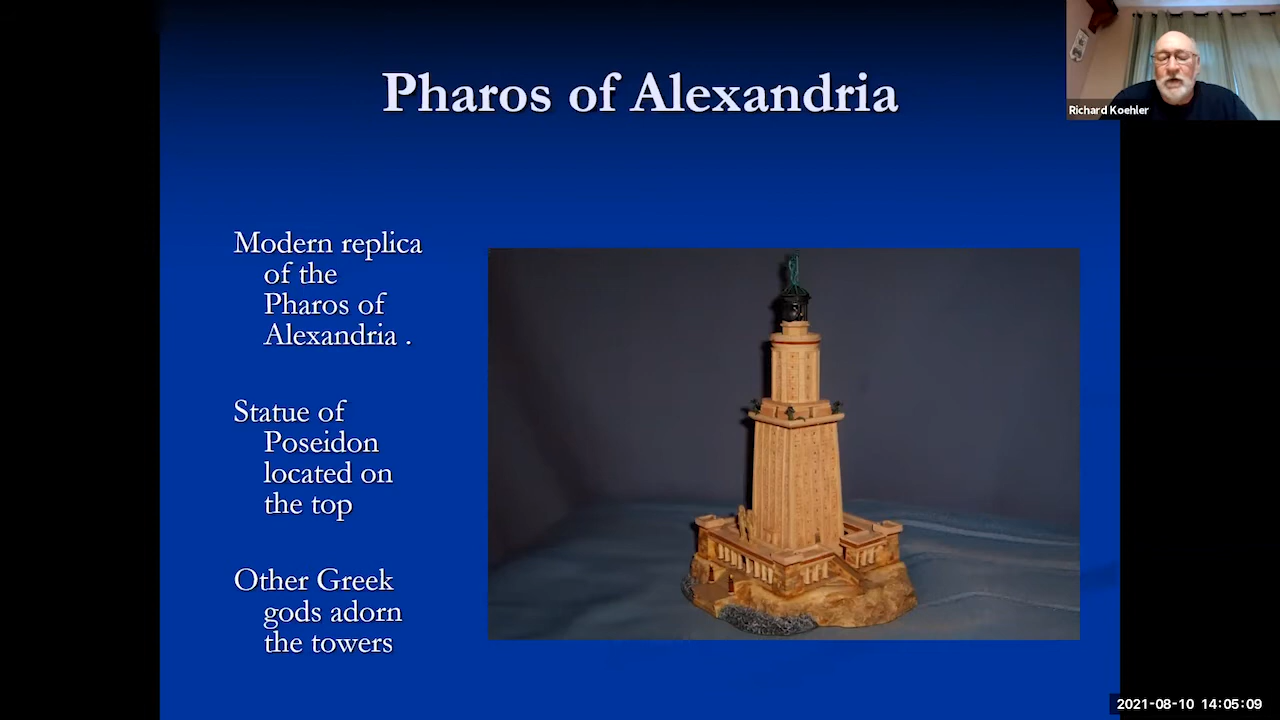 Pharos of Alexandria
Richard Koehler
Modern replica
of the
Pharos of
Alexandria .
Statue of
Poseidon
located on
the top
Other Greek
gods adorn
the towers
2021-08-10 14:05:09